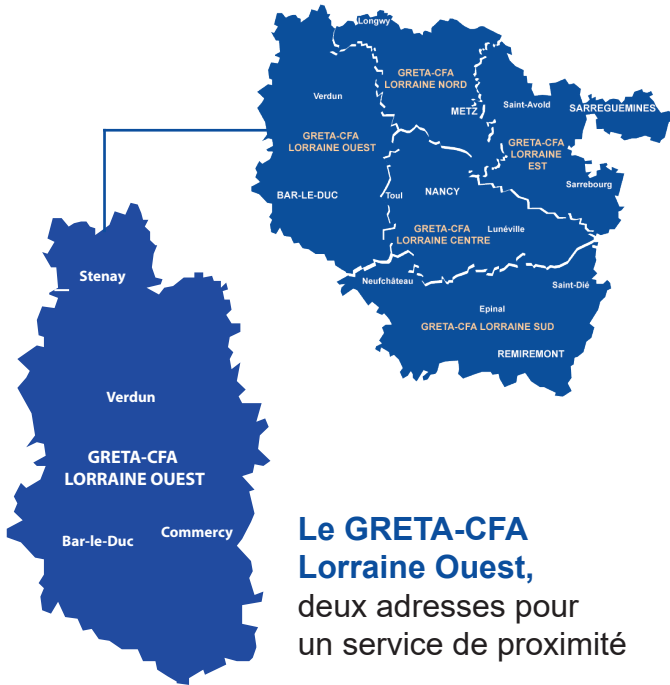 Longwy
GRETA-CFA
LORRAINE NORD
Verdun
METZ
Saint-Avold
SARREGUEMINES
GRETA-CFA
LORRAINE OUEST
GRETA-CFA
LORRAINE
EST
BAR-LE-DUC
Toul
NANCY
Sarrebourg
GRETA-CFA
LORRAINE CENTRE
Lunéville
Neufchâteau
Saint-Dié
Epinal
GRETA-CFA LORRAINE SUD
REMIREMONT
Stenay
Verdun
GRETA-CFA
LORRAINE OUEST
Bar-le-Duc
Commercy
Le GRETA-CFA
Lorraine Ouest,
deux adresses pour
un service de proximité